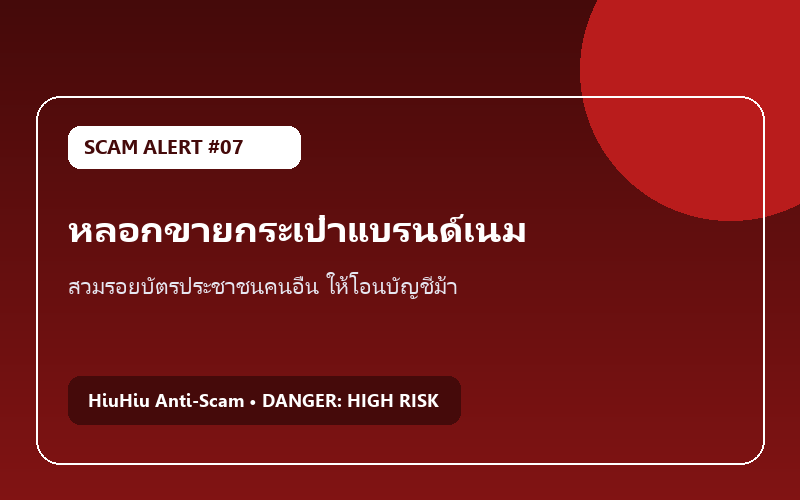 SCAM ALERT #07
หลอกขายกระเป๋าแบรนด์เนม
สวมรอยบัตรประชาชนคนอื่น ให้โอนบัญชีม้า
HiuHiu Anti-Scam • DANGER: HIGH RISK